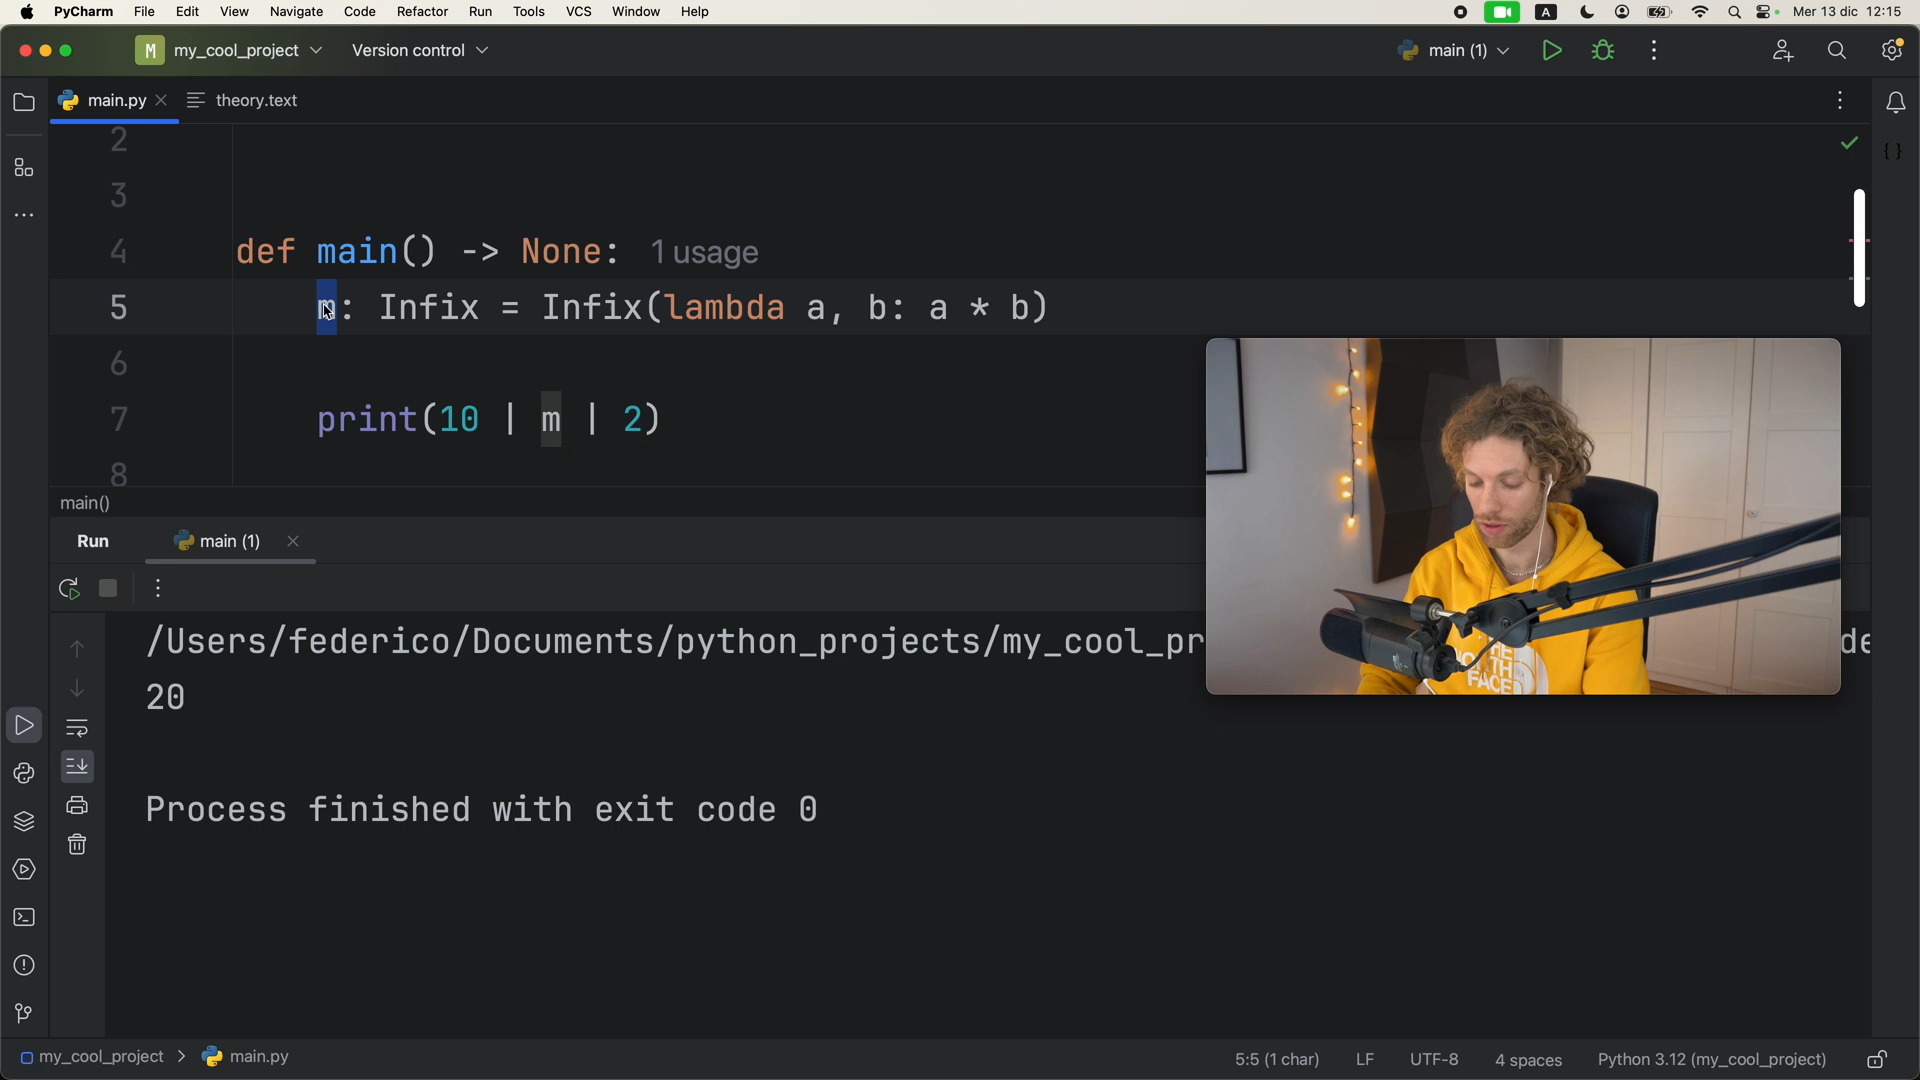 PyCharm File Edit View Navigate Code Refactor Run Tools VCS Window Help A Mer 13 dic 12:15
M my_cool_project Version control main (1)
main.py theory.text
2
3
4 def main() -> None: 1 usage
5 m: Infix = Infix(lambda a, b: a * b)
6
7 print(10 | m | 2)
8
main()
Run main (1)
/Users/federico/Documents/python_projects/my_cool_pr
20
Process finished with exit code 0
NORTH
FACE
my_cool_project > main.py 5:5 (1 char) LF UTF-8 4 spaces Python 3.12 (my_cool_project)